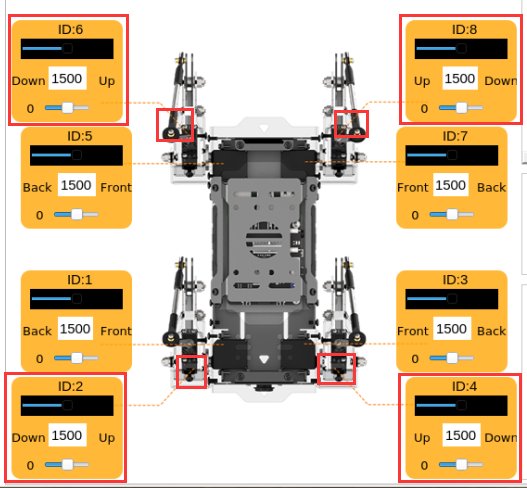 ID:6
Down 1500 Up
0
ID:8
Up 1500 Down
0
ID:5
Back 1500 Front
0
ID:7
Front 1500 Back
0
ID:1
Back 1500 Front
0
ID:3
Front 1500 Back
0
ID:2
Down 1500 Up
0
ID:4
Up 1500 Down
0